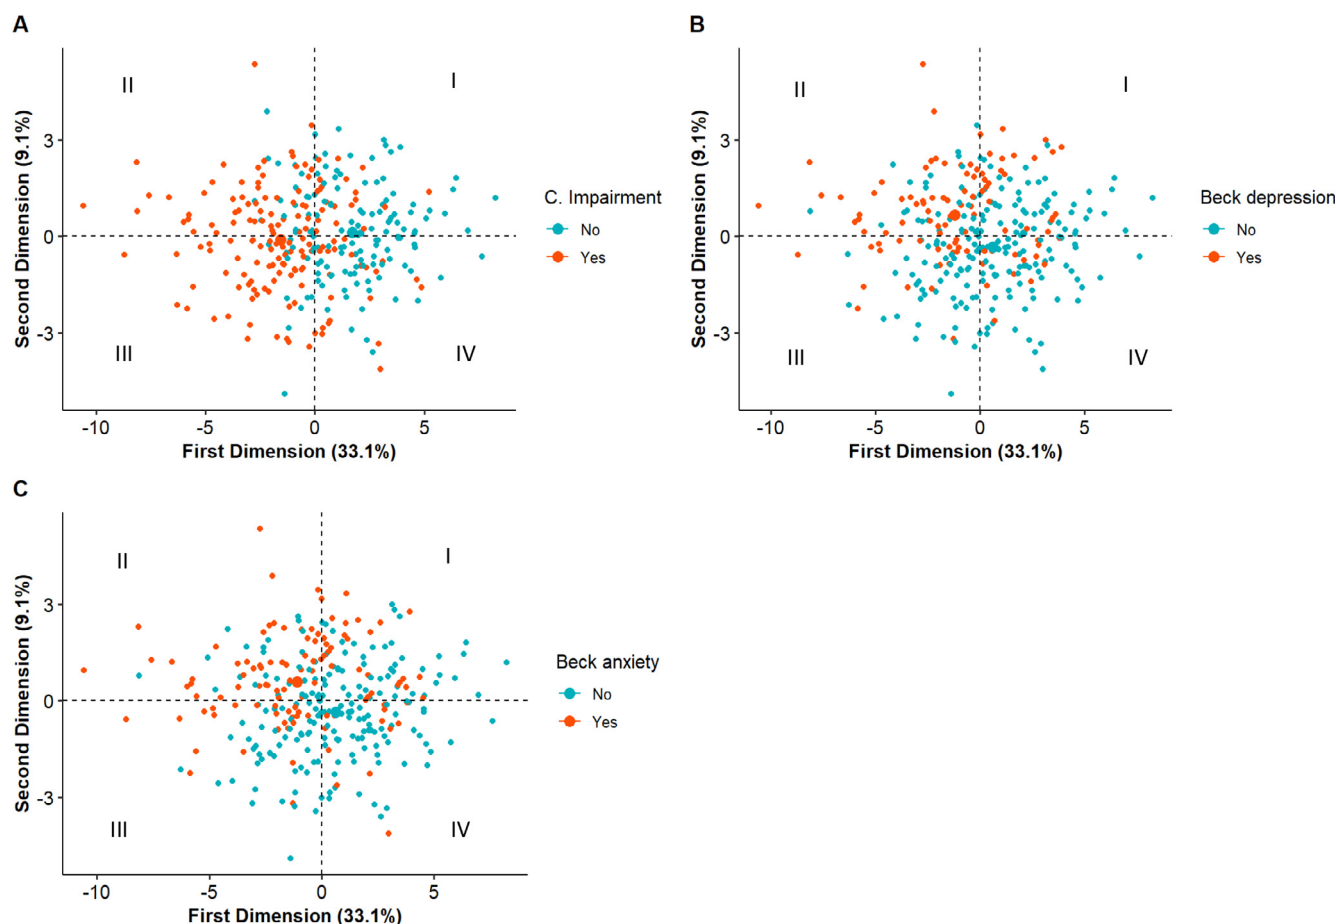 A
II
I
3
0
-3
III
IV
-10 -5 0 5
First Dimension (33.1%)
Second Dimension (9.1%)
C. Impairment
No
Yes
B
II
I
3
0
-3
III
IV
-10 -5 0 5
First Dimension (33.1%)
Second Dimension (9.1%)
Beck depression
No
Yes
C
II
I
3
0
-3
III
IV
-10 -5 0 5
First Dimension (33.1%)
Second Dimension (9.1%)
Beck anxiety
No
Yes